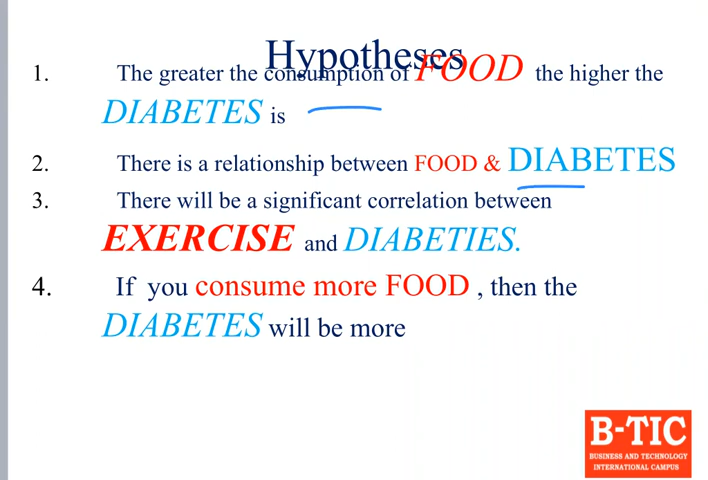 Hypotheses
1. The greater the consumption of FOOD the higher the
DIABETES is
2. There is a relationship between FOOD & DIABETES
3. There will be a significant correlation between
EXERCISE and DIABETIES.
4. If you consume more FOOD , then the
DIABETES will be more
B-TIC
BUSINESS AND TECHNOLOGY
INTERNATIONAL CAMPUS